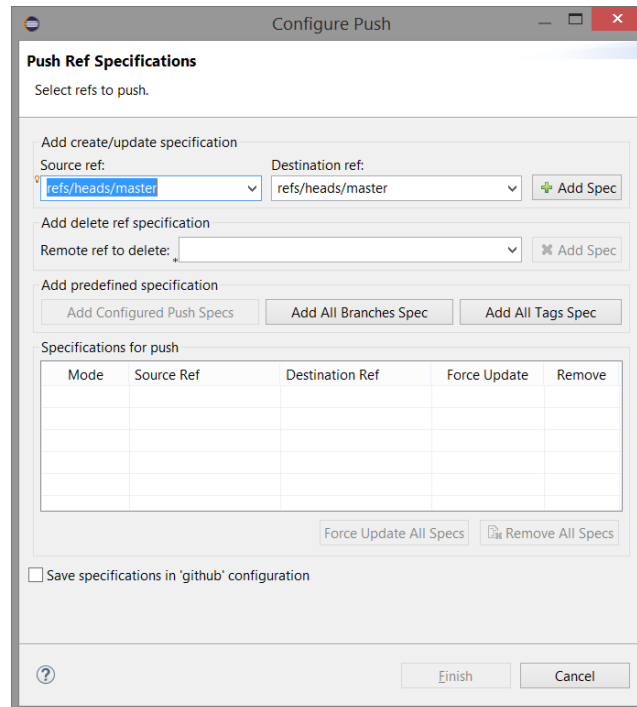 Configure Push
Push Ref Specifications
Select refs to push.
Add create/update specification
Source ref: Destination ref:
refs/heads/master refs/heads/master Add Spec
Add delete ref specification
Remote ref to delete: * Add Spec
Add predefined specification
Add Configured Push Specs Add All Branches Spec Add All Tags Spec
Specifications for push
Mode Source Ref Destination Ref Force Update Remove
Force Update All Specs Remove All Specs
Save specifications in 'github' configuration
? Finish Cancel